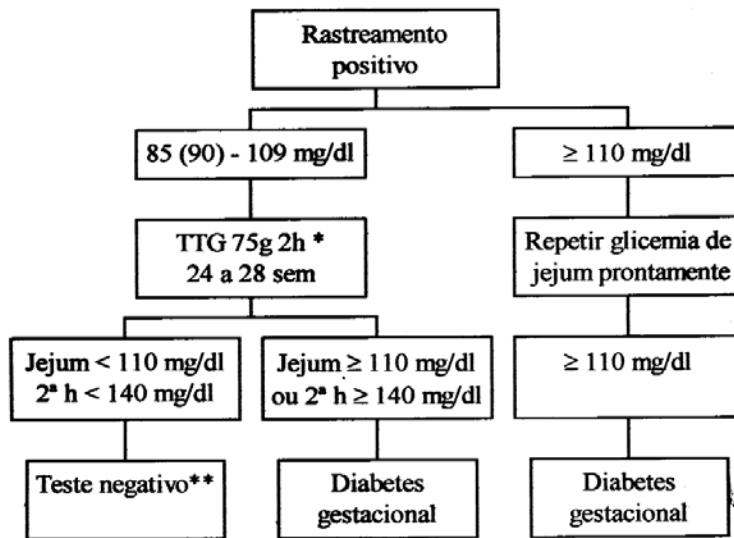 Rastreamento
positivo
85 (90) - 109 mg/dl
≥ 110 mg/dl
TTG 75g 2h *
24 a 28 sem
Repetir glicemia de
jejum prontamente
Jejum < 110 mg/dl
2ª h < 140 mg/dl
Jejum ≥ 110 mg/dl
ou 2ª h ≥ 140 mg/dl
≥ 110 mg/dl
Teste negativo**
Diabetes
gestacional
Diabetes
gestacional